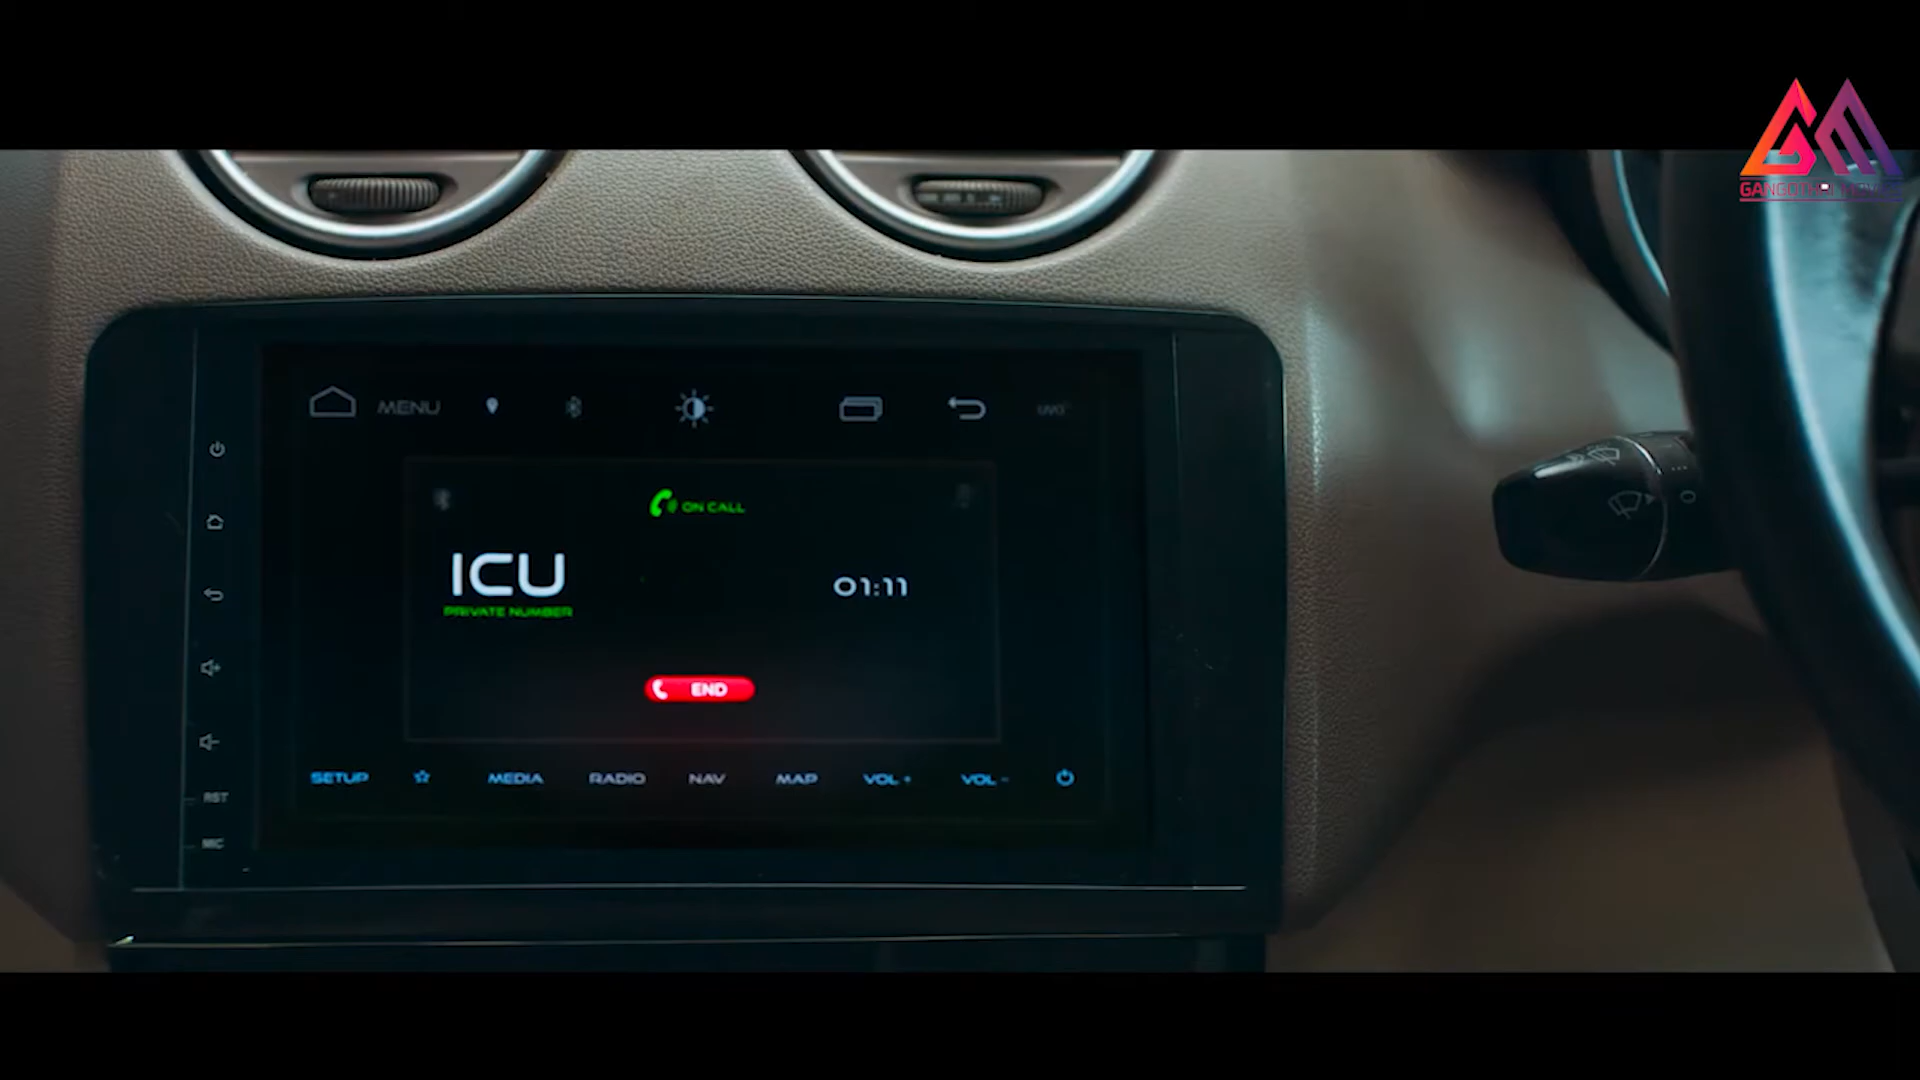 MENU
ON CALL
ICU
01:11
PRIVATE NUMBER
END
SETUP MEDIA RADIO NAV MAP VOL + VOL -
RST
MIC